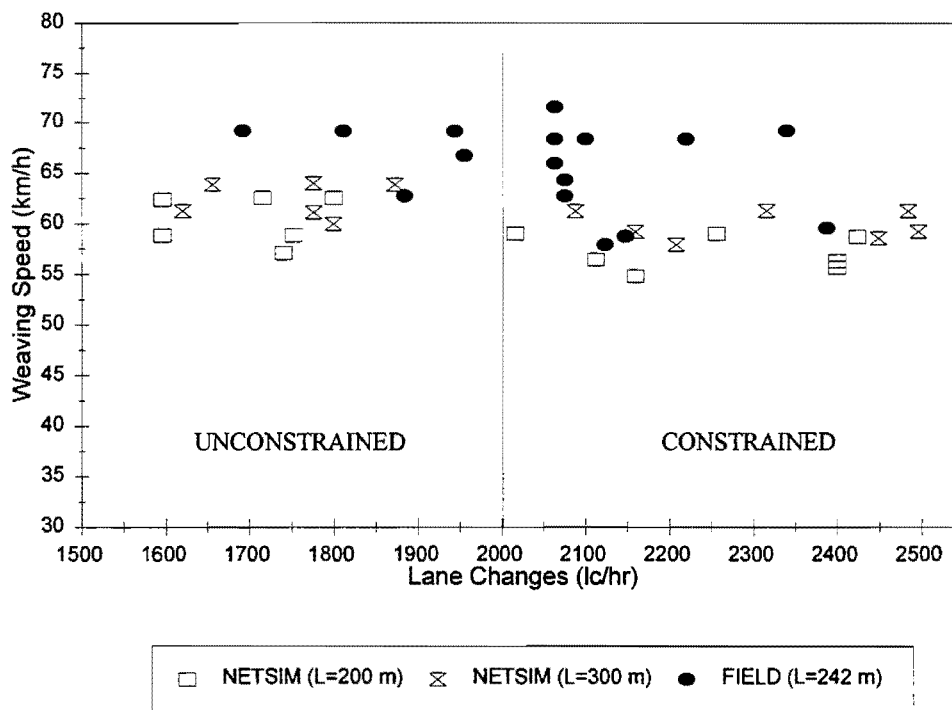 80
75
70
65
60
55
50
45
40
35
30
Weaving Speed (km/h)
UNCONSTRAINED
CONSTRAINED
1500 1600 1700 1800 1900 2000 2100 2200 2300 2400 2500
Lane Changes (lc/hr)
NETSIM (L=200 m) NETSIM (L=300 m) FIELD (L=242 m)